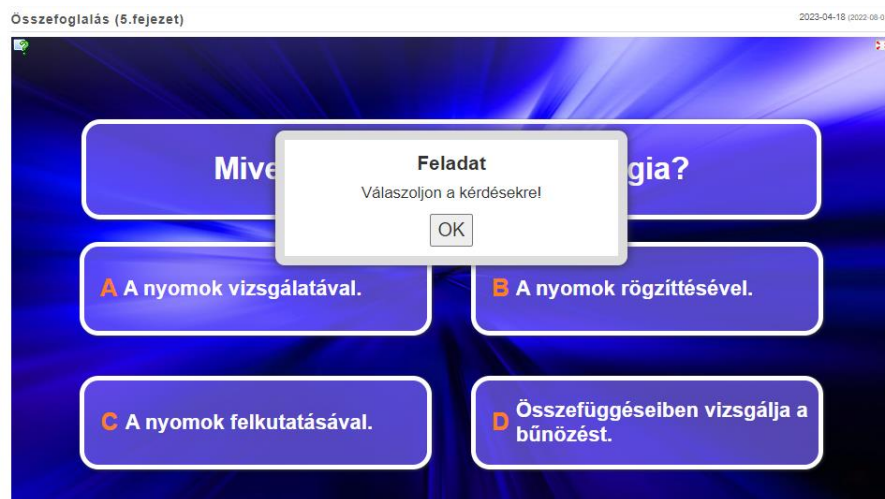 Összefoglalás (5.fejezet)
2023-04-18
Mive
gia?
Feladat
Válaszoljon a kérdésekre!
OK
A A nyomok vizsgálatával.
B A nyomok rögzíttésével.
C A nyomok felkutatásával.
D Összefüggéseiben vizsgálja a
bűnözést.